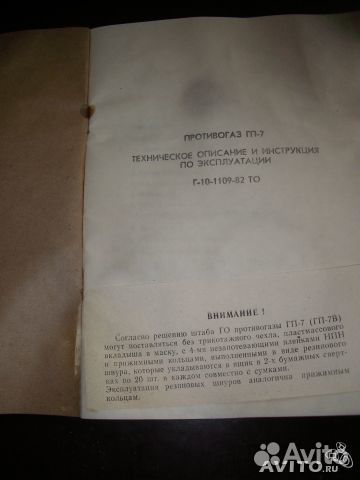 ПРОТИВОГАЗ ГП-7
ТЕХНИЧЕСКОЕ ОПИСАНИЕ И ИНСТРУКЦИЯ
ПО ЭКСПЛУАТАЦИИ
Г-10-1109-82 ТО
ВНИМАНИЕ !
Согласно решению штаба ГО противогазы ГП-7 (ГП-7В)
могут поставляться без трикотажного чехла, пластмассового
вкладыша в маску, с 4-мя незапотевающими пленками НПН
и прижимными кольцами, выполненными в виде резинового
шнура, которые укладываются в ящик в 2-х бумажных сверт-
ках по 20 шт. в каждом совместно с сумками.
Эксплуатация резиновых шнуров аналогична прижимным
кольцам.
Avito
AVITO.RU